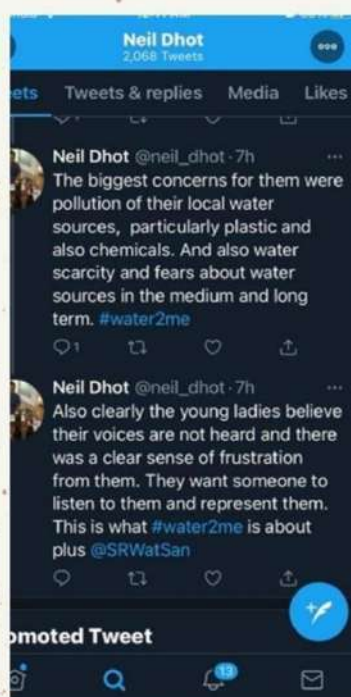 Neil Dhot
2,068 Tweets
Tweets & replies
Media
Likes
Neil Dhot @neil_dhot · 7h
The biggest concerns for them were
pollution of their local water
sources, particularly plastic and
also chemicals. And also water
scarcity and fears about water
sources in the medium and long
term. #water2me
1
Neil Dhot @neil_dhot · 7h
Also clearly the young ladies believe
their voices are not heard and there
was a clear sense of frustration
from them. They want someone to
listen to them and represent them.
This is what #water2me is about
plus @SRWatSan
omoted Tweet
13